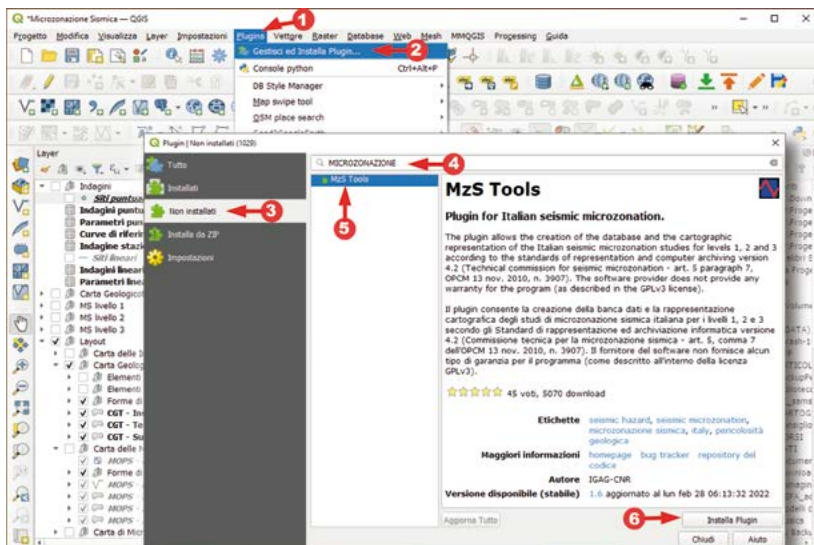 *Microzonazione Sismica — QGIS
Progetto Modifica Visualizza Layer Impostazioni Plugins Vettore Raster Database Web Mesh MMQGIS Processing Guida
1
Gestisci ed Installa Plugin...
2
Console python Ctrl+Alt+P
DB Style Manager
Map swipe tool
OSM place search
Plugin | Non installati (1029)
Layer
Tutto
Installati
Non installati
3
Installa da ZIP
Impostazioni
MICROZONAZIONE
4
MzS Tools
5
Indagini
Siti
Indagini
Parametri
Curve di
Indagine
Siti lineari
Indagini
Parametri
Carta
MS livello 1
MS livello 2
MS livello 3
Layout
Carta delle
Carta
Elementi
Elementi
Forme di
CGT -
CGT -
CGT -
Carta delle
MOPS
Forme di
MOPS
MOPS
MOPS
MOPS
Carta di
MzS Tools
Plugin for Italian seismic microzonation.
The plugin allows the creation of the database and the cartographic
representation of the Italian seismic microzonation studies for levels 1, 2 and 3
according to the standards of representation and computer archiving version
4.2 (Technical commission for seismic microzonation - art. 5 paragraph 7,
OPCM 13 nov. 2010, n. 3907). The software provider does not provide any
warranty for the program (as described in the GPLv3 license).
Il plugin consente la creazione della banca dati e la rappresentazione
cartografica degli studi di microzonazione sismica italiana per i livelli 1, 2 e 3
secondo gli Standard di rappresentazione ed archiviazione informatica versione
4.2 (Commissione tecnica per la microzonazione sismica - art. 5, comma 7
dell'OPCM 13 nov. 2010, n. 3907). Il fornitore del software non fornisce alcun
tipo di garanzia per il programma (come descritto all'interno della licenza
GPLv3).
45 voti, 5070 download
Etichette seismic hazard, seismic microzonation,
microzonazione sismica, italy, pericolosità
geologica
Maggiori informazioni homepage bug tracker repository del
codice
Autore IGAG-CNR
Versione disponibile (stabile) 1.6 aggiornato al lun feb 28 06:13:32 2022
Aggiorna Tutto
6
Installa Plugin
Chiudi Aiuto